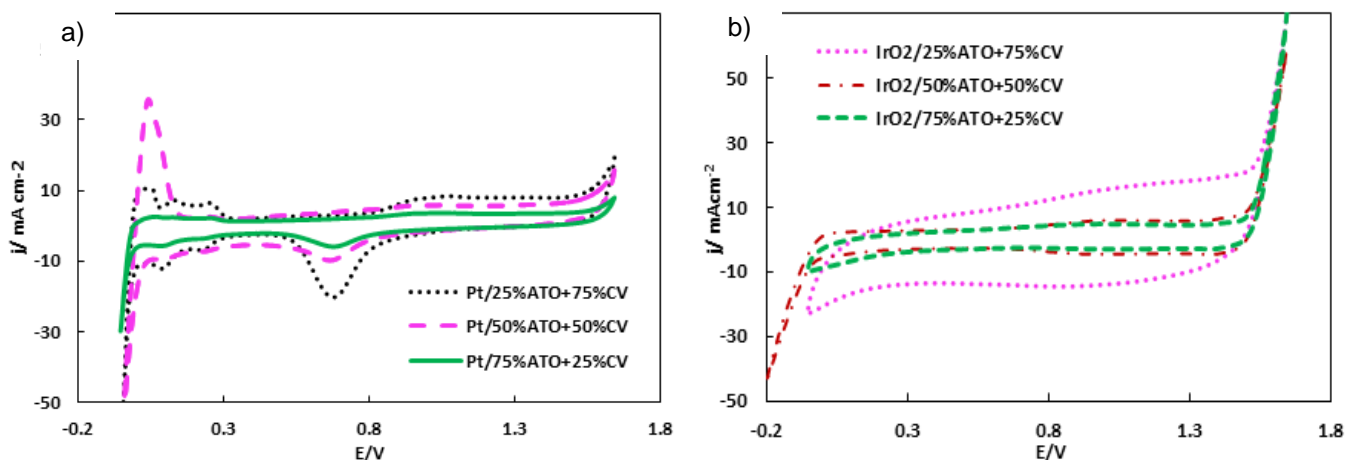 a)
30
10
-10
-30
-50
-0.2 0.3 0.8 1.3 1.8
j/ mA cm-2
E/V
Pt/25%ATO+75%CV
Pt/50%ATO+50%CV
Pt/75%ATO+25%CV
b)
50
30
10
-10
-30
-50
-0.2 0.3 0.8 1.3 1.8
j/ mAcm-2
E/V
IrO2/25%ATO+75%CV
IrO2/50%ATO+50%CV
IrO2/75%ATO+25%CV